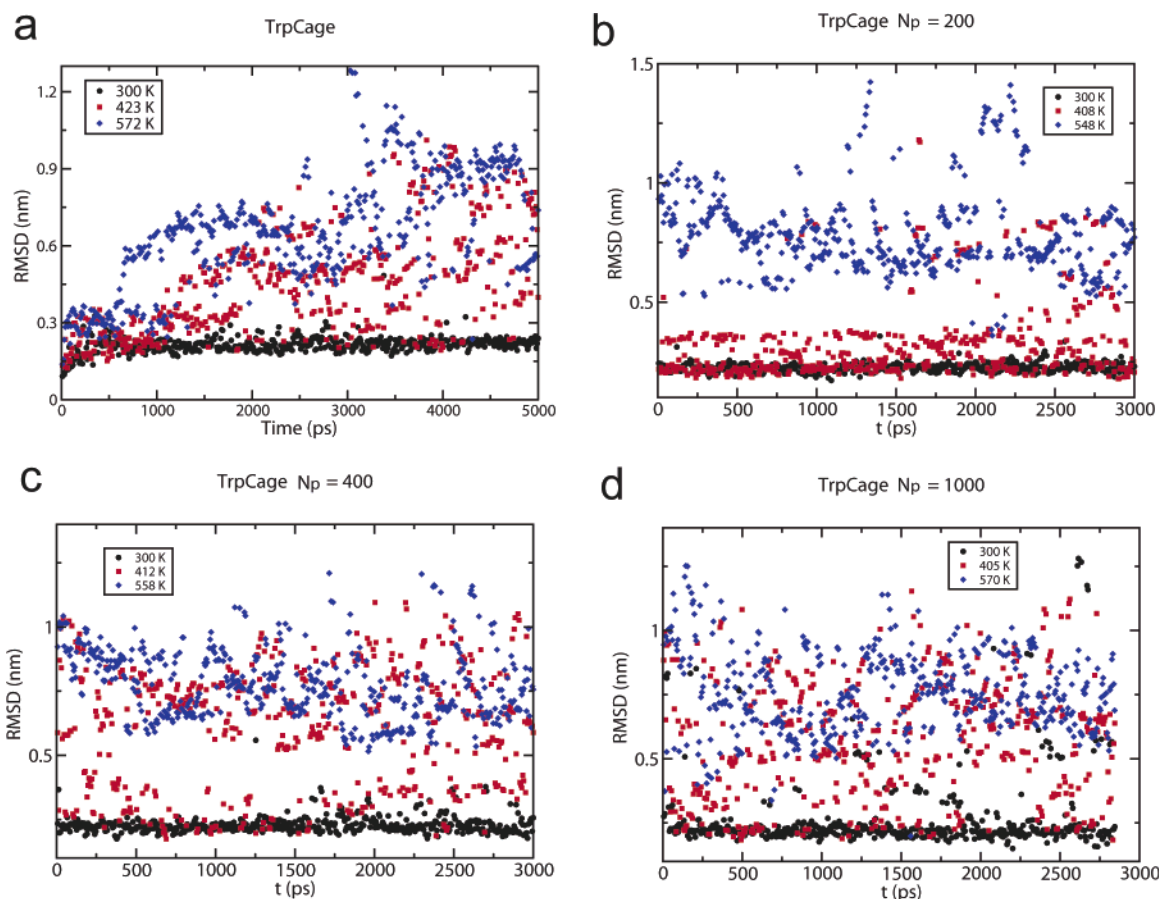 a
TrpCage
300 K
423 K
572 K
RMSD (nm)
1.2
0.9
0.6
0.3
0
0
1000
2000
3000
4000
5000
Time (ps)
b
TrpCage Np = 200
300 K
408 K
548 K
RMSD (nm)
1.5
1
0.5
0
500
1000
1500
2000
2500
3000
t (ps)
c
TrpCage Np = 400
300 K
412 K
558 K
RMSD (nm)
1
0.5
0
500
1000
1500
2000
2500
3000
t (ps)
d
TrpCage Np = 1000
300 K
405 K
570 K
RMSD (nm)
1
0.5
0
500
1000
1500
2000
2500
3000
t (ps)